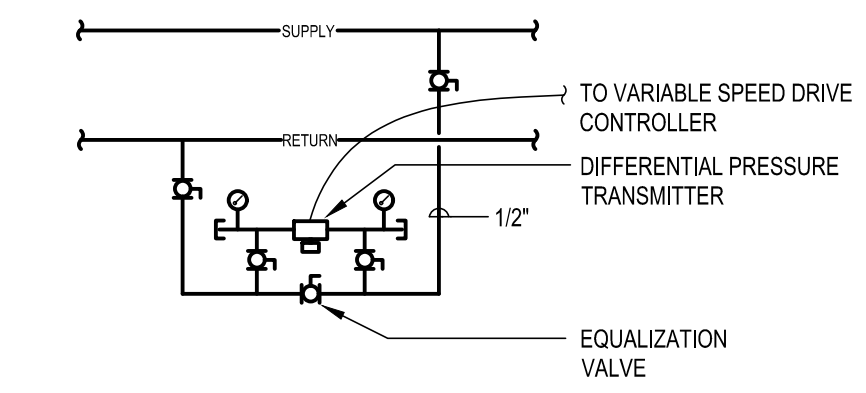 SUPPLY
TO VARIABLE SPEED DRIVE
CONTROLLER
RETURN
DIFFERENTIAL PRESSURE
TRANSMITTER
1/2"
EQUALIZATION
VALVE